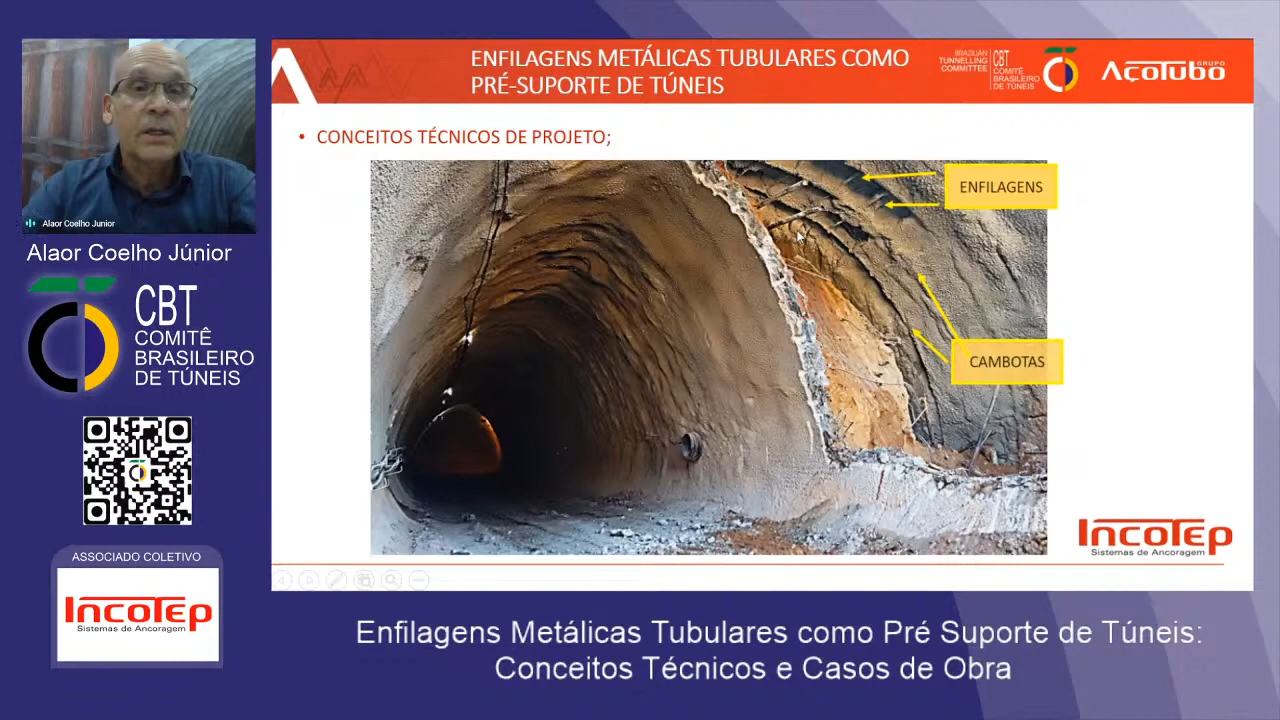 Alaor Coelho Junior
Alaor Coelho Júnior
CBT
COMITÊ
BRASILEIRO
DE TÚNEIS
ASSOCIADO COLETIVO
INCOTEP
Sistemas de Ancoragem
ENFILAGENS METÁLICAS TUBULARES COMO
PRÉ-SUPORTE DE TÚNEIS
BRAZILIAN
TUNNELLING
COMMITTEE
CBT
COMITÊ
BRASILEIRO
DE TÚNEIS
GRUPO
AÇOTUBO
• CONCEITOS TÉCNICOS DE PROJETO;
ENFILAGENS
CAMBOTAS
INCOTEP
Sistemas de Ancoragem
Enfilagens Metálicas Tubulares como Pré Suporte de Túneis:
Conceitos Técnicos e Casos de Obra